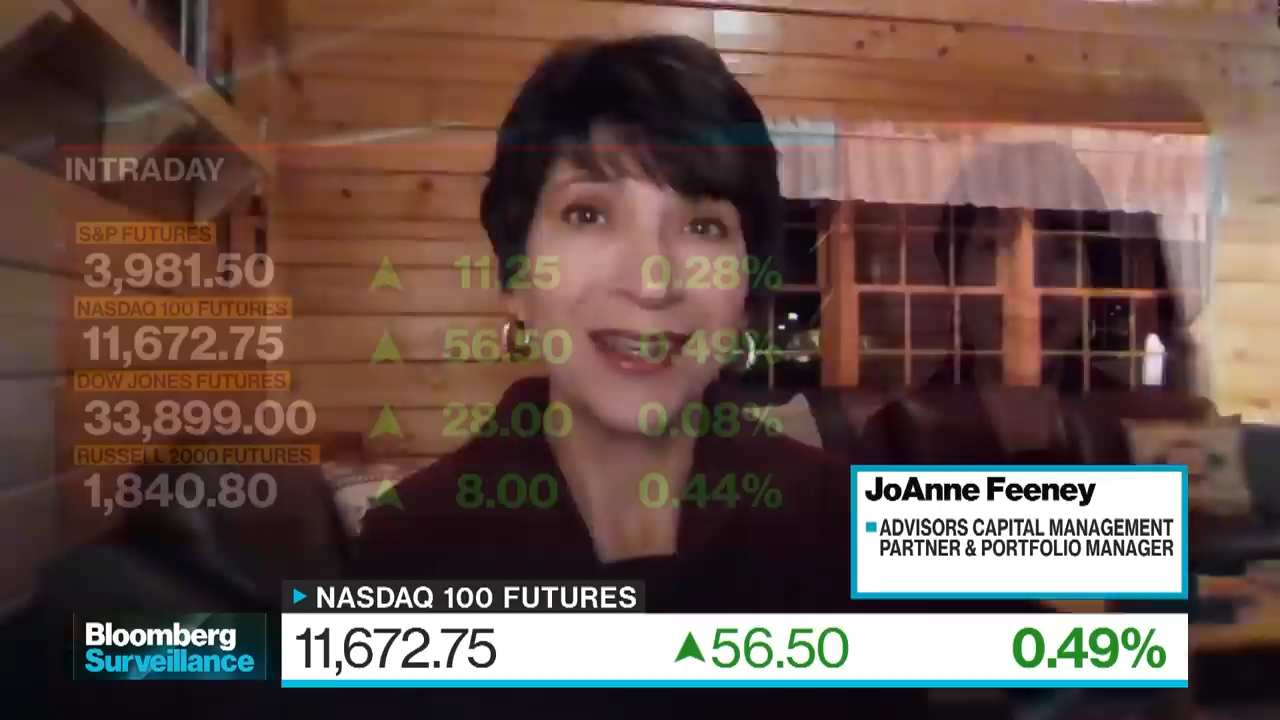 INTRADAY
S&P FUTURES
3,981.50 ▲ 11.25 0.28%
NASDAQ 100 FUTURES
11,672.75 ▲ 56.50 0.49%
DOW JONES FUTURES
33,899.00 ▲ 28.00 0.08%
RUSSELL 2000 FUTURES
1,840.80 ▲ 8.00 0.44%
JoAnne Feeney
ADVISORS CAPITAL MANAGEMENT
PARTNER & PORTFOLIO MANAGER
NASDAQ 100 FUTURES
Bloomberg
Surveillance
11,672.75 ▲56.50 0.49%